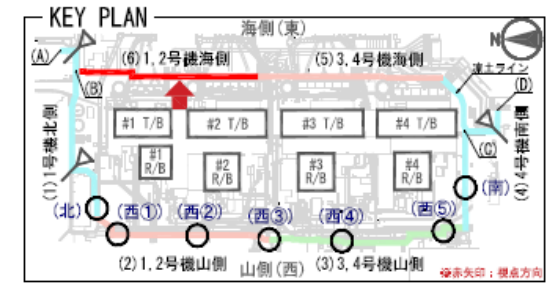 KEY PLAN
海側(東)
N
(A)
(6)1,2号機海側
(5)3,4号機海側
凍土ライン
(B)
(D)
#1 T/B
#2 T/B
#3 T/B
#4 T/B
(C)
(1)1号機北側
(4)4号機南側
#1
R/B
#2
R/B
#3
R/B
#4
R/B
(北)
(西①)
(西②)
(西③)
(西④)
(西⑤)
(南)
(2)1,2号機山側
山側(西)
(3)3,4号機山側
※赤矢印；視点方向